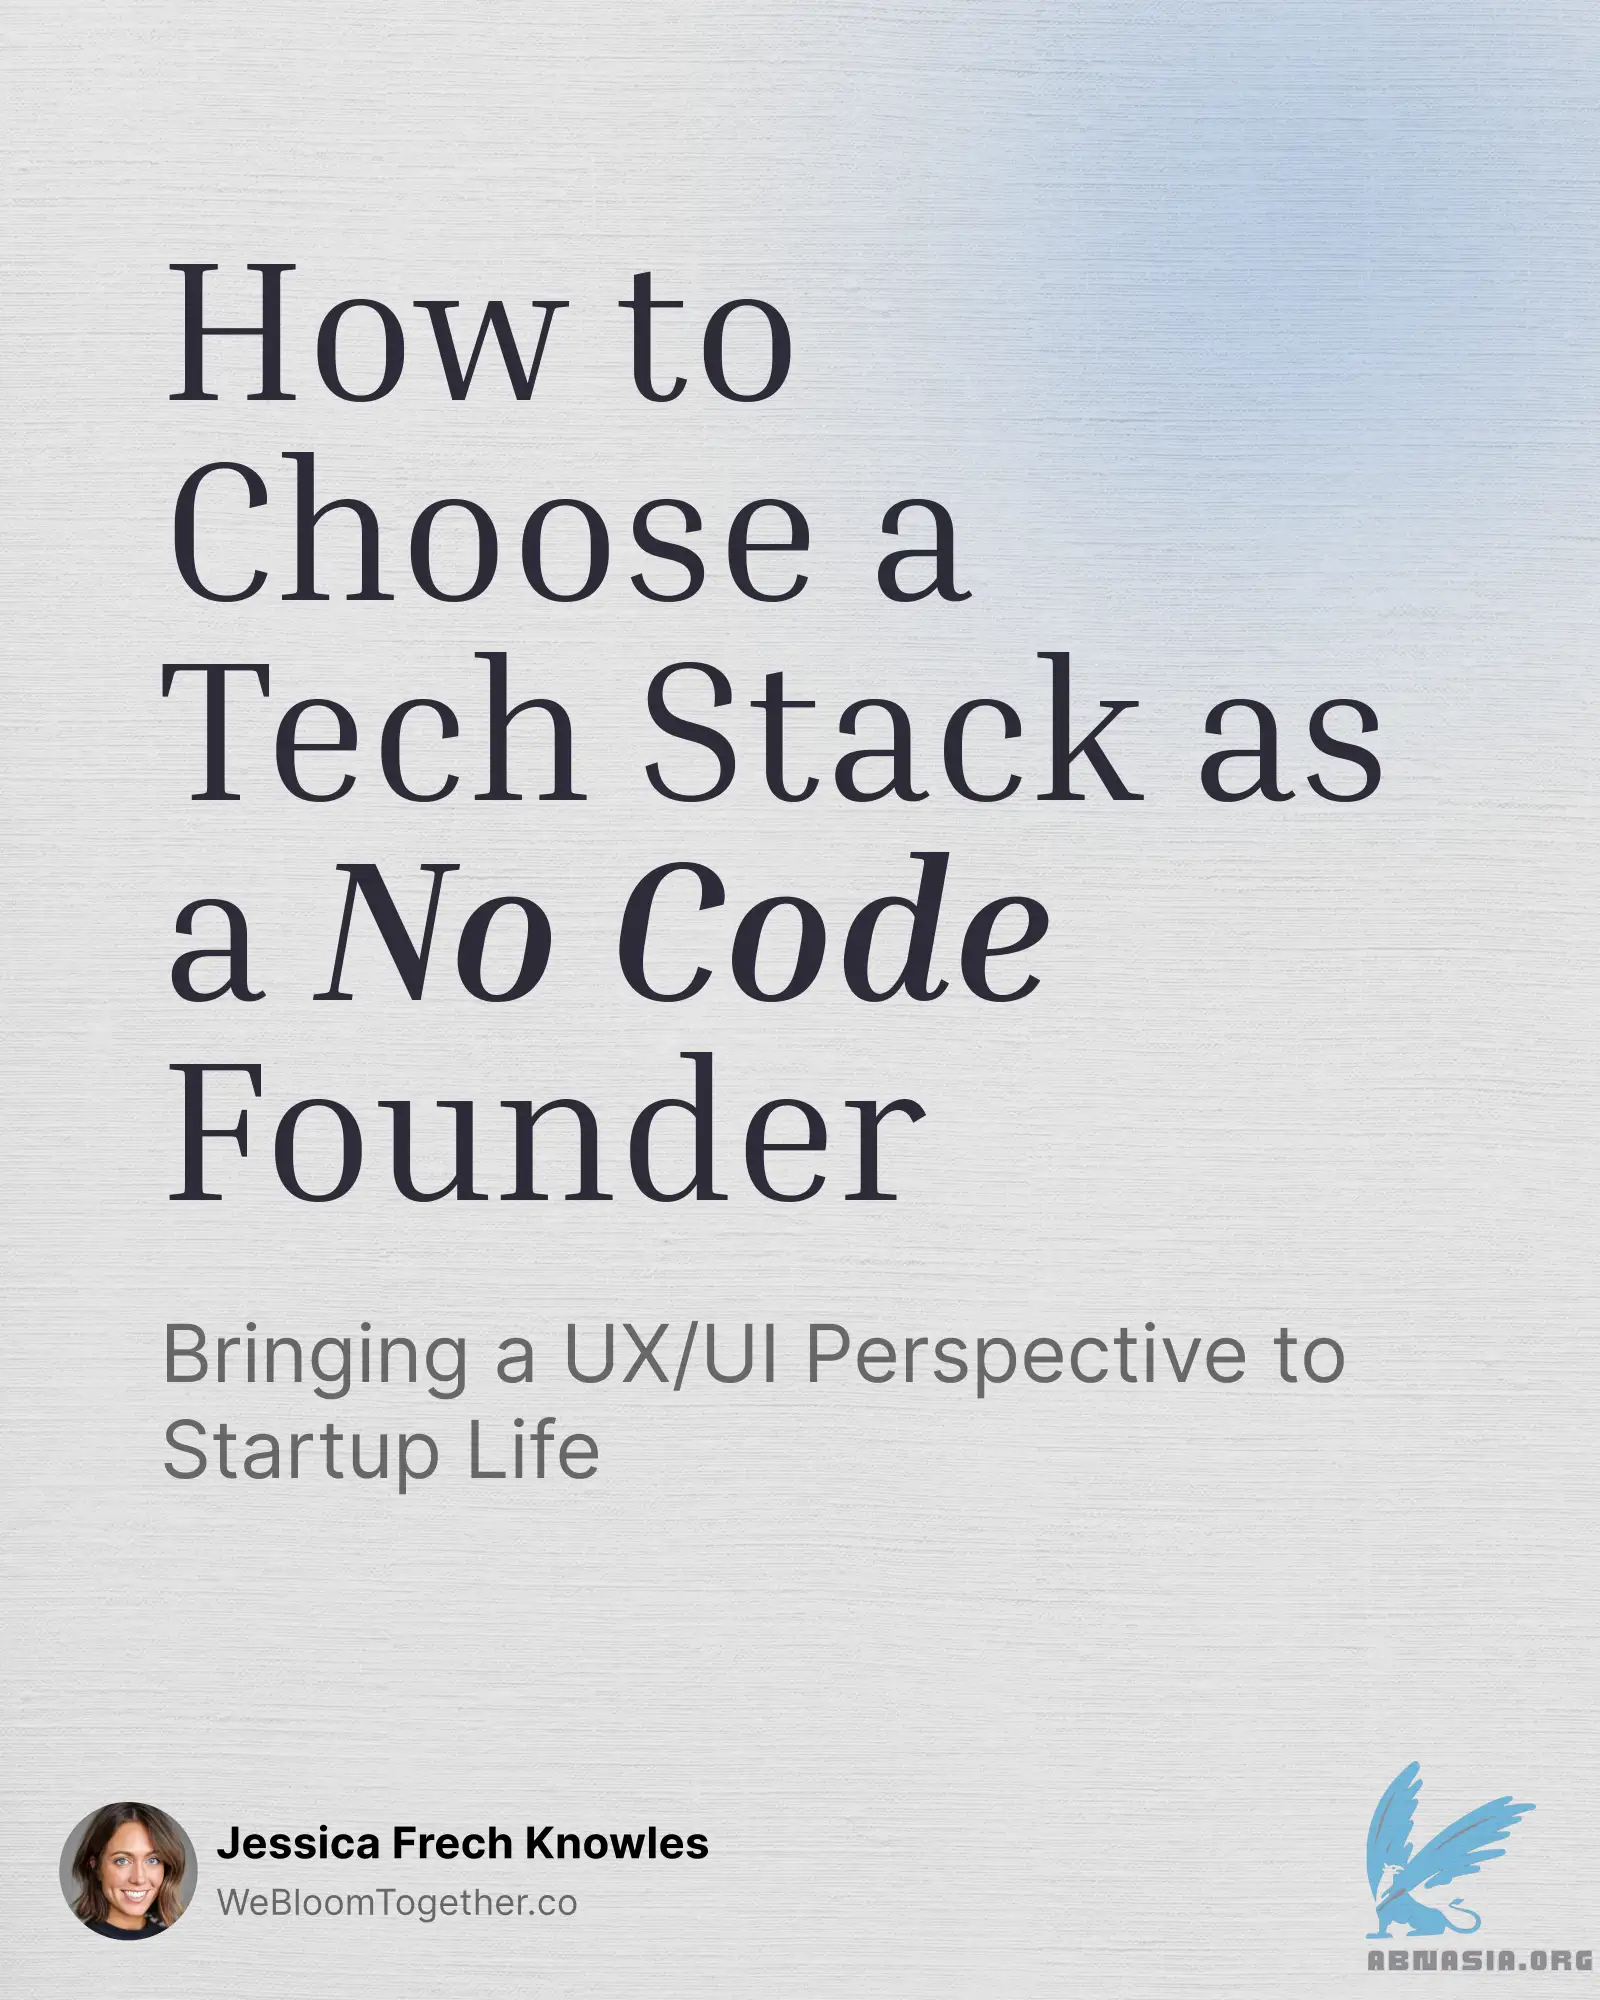 How to
Choose a
Tech Stack as
a No Code
Founder
Bringing a UX/UI Perspective to
Startup Life
Jessica Frech Knowles
WeBloomTogether.co
ABNASIA.ORG